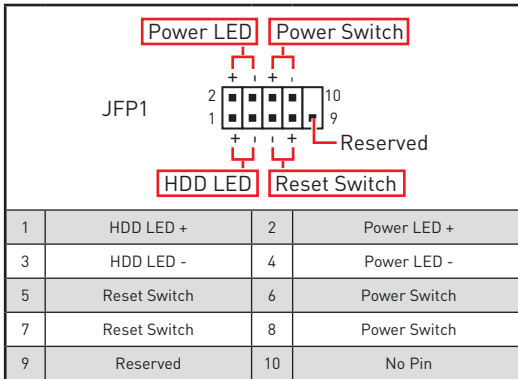 Power LED Power Switch
+ - + -
2 10
JFP1
1 9
+ - - +
Reserved
HDD LED Reset Switch
1 HDD LED + 2 Power LED +
3 HDD LED - 4 Power LED -
5 Reset Switch 6 Power Switch
7 Reset Switch 8 Power Switch
9 Reserved 10 No Pin